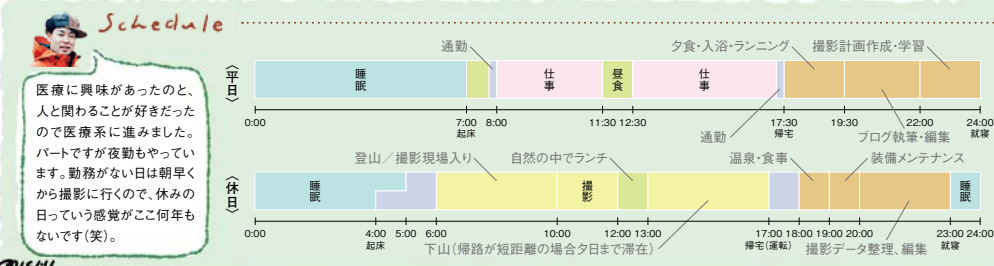 Schedule
医療に興味があったのと、
人と関わることが好きだった
ので医療系に進みました。
パートですが夜勤もやってい
ます。勤務がない日は朝早く
から撮影に行くので、休みの
日っていう感覚がここ何年も
ないです(笑)。
〈平日〉
通勤 夕食・入浴・ランニング 撮影計画作成・学習
睡眠 仕事 昼食 仕事
0:00 7:00 8:00 11:30 12:30 17:30 19:30 22:00 24:00
起床 帰宅 就寝
通勤 ブログ執筆・編集
〈休日〉
登山／撮影現場入り 自然の中でランチ 温泉・食事 装備メンテナンス
睡眠 撮影 睡眠
0:00 4:00 5:00 6:00 10:00 12:00 13:00 17:00 18:00 19:00 20:00 23:00 24:00
起床 帰宅(運転) 就寝
下山(帰路が短距離の場合夕日まで滞在) 撮影データ整理、編集